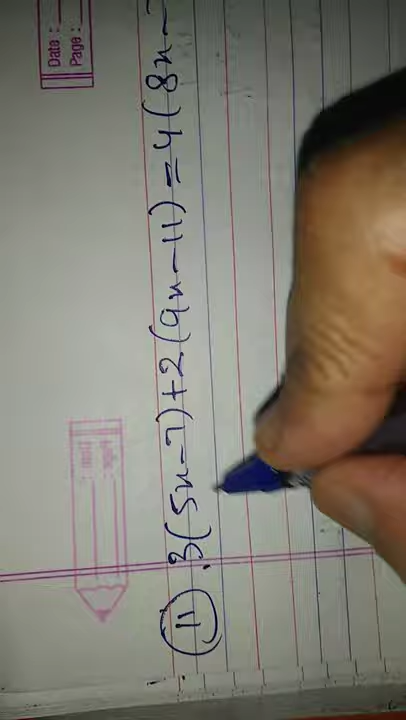 Date :
Page :
(11) . 3(5x-7)+2(9x-11)=4(8x-